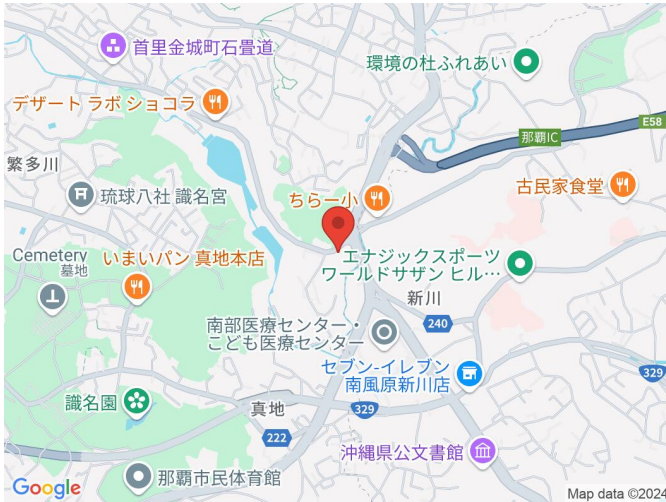 首里金城町石畳道
環境の杜ふれあい
デザート ラボ ショコラ
E58
那覇IC
繁多川
琉球八社 識名宮
ちらー小
古民家食堂
Cemetery
墓地
いまいパン 真地本店
エナジックスポーツ
ワールドサザン ヒル…
新川
南部医療センター・
こども医療センター
240
セブン-イレブン
南風原新川店
329
識名園
真地
329
222
沖縄県公文書館
那覇市民体育館
Google
Map data ©2024